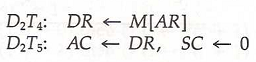 D₂T₄: DR ← M[AR]
D₂T₅: AC ← DR, SC ← 0